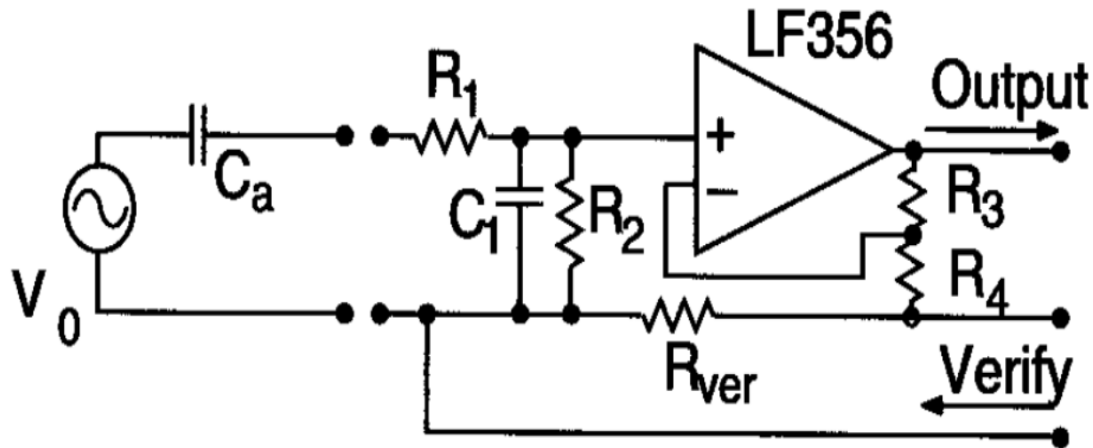 LF356
Output
R1
Ca
+
−
C1
R2
R3
R4
V0
Rver
Verify